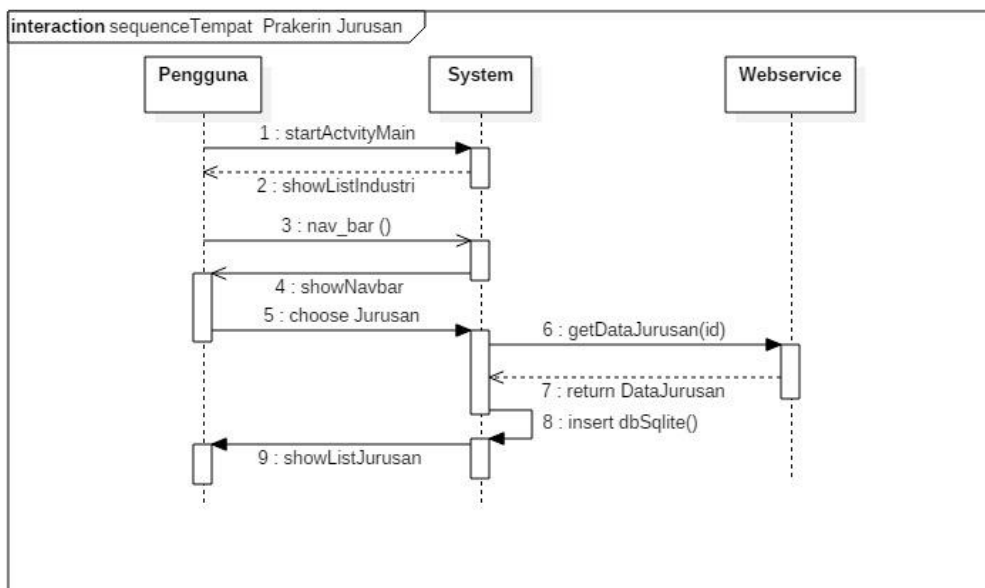 interaction sequenceTempat Prakerin Jurusan
Pengguna
System
Webservice
1 : startActvityMain
2 : showListIndustri
3 : nav_bar ()
4 : showNavbar
5 : choose Jurusan
6 : getDataJurusan(id)
7 : return DataJurusan
8 : insert dbSqlite()
9 : showListJurusan